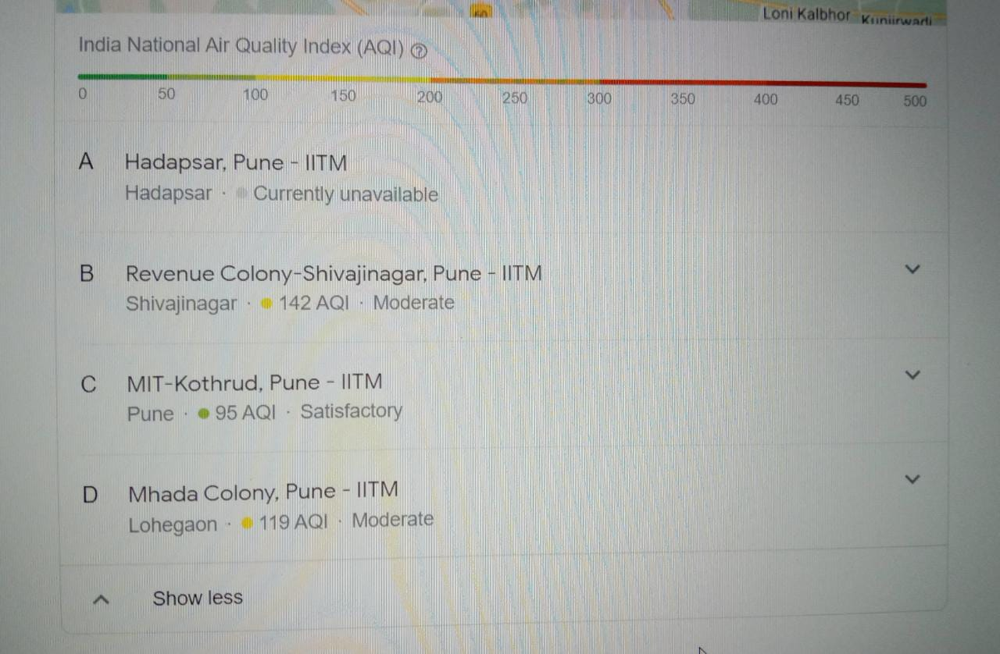 60
Loni Kalbhor Kunjirwadi
India National Air Quality Index (AQI) ?
0 50 100 150 200 250 300 350 400 450 500
A Hadapsar, Pune - IITM
Hadapsar · Currently unavailable
B Revenue Colony-Shivajinagar, Pune - IITM
Shivajinagar · 142 AQI · Moderate
C MIT-Kothrud, Pune - IITM
Pune · 95 AQI · Satisfactory
D Mhada Colony, Pune - IITM
Lohegaon · 119 AQI · Moderate
Show less